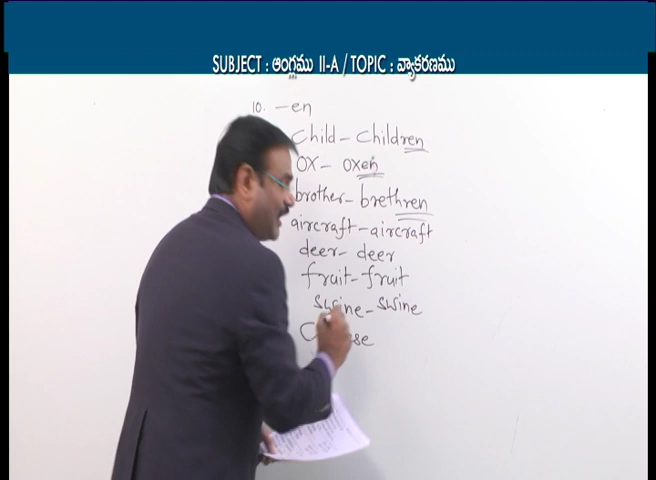 SUBJECT : ఆంగ్లము II-A / TOPIC : వ్యాకరణము
10. -en
Child - Children
OX - oxen
brother - brethren
aircraft - aircraft
deer - deer
fruit - fruit
swine - swine